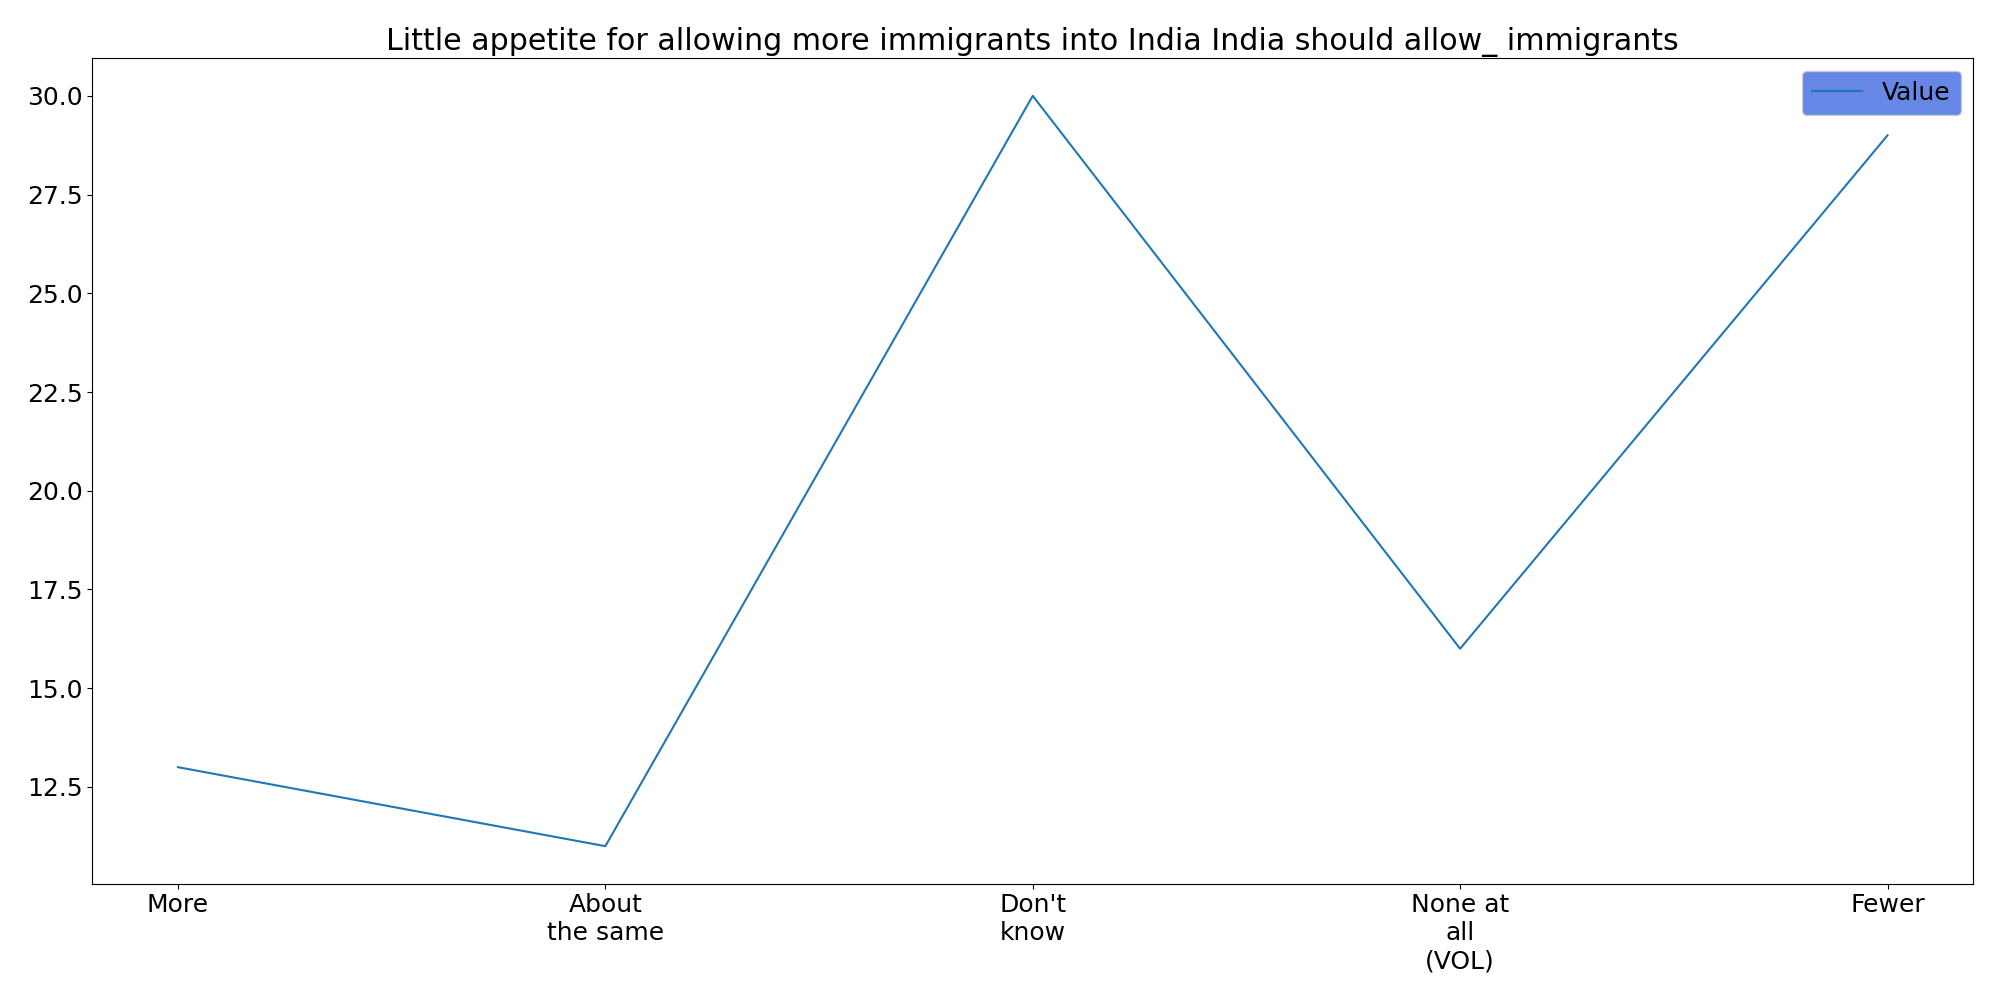 Little appetite for allowing more immigrants into India India should allow_ immigrants
Value
30.0
27.5
25.0
22.5
20.0
17.5
15.0
12.5
More
About
the same
Don't
know
None at
all
(VOL)
Fewer